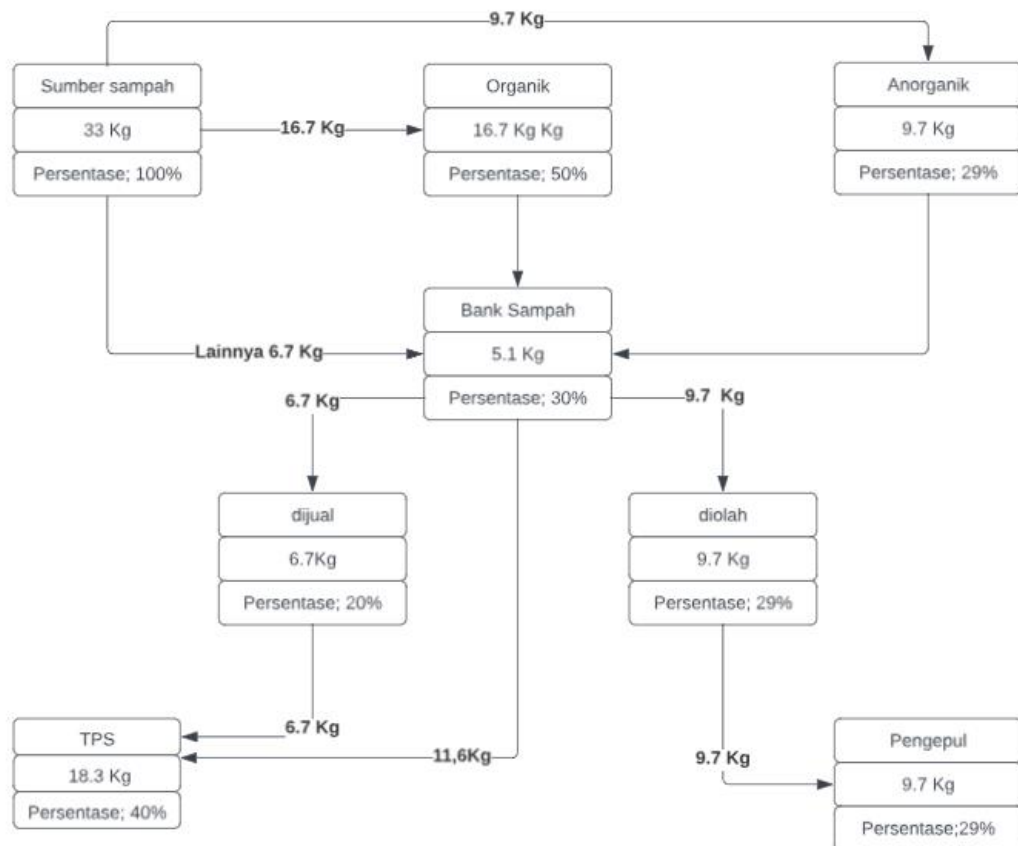 9.7 Kg
Sumber sampah
33 Kg
Persentase; 100%
16.7 Kg
Organik
16.7 Kg Kg
Persentase; 50%
Anorganik
9.7 Kg
Persentase; 29%
Lainnya 6.7 Kg
Bank Sampah
5.1 Kg
Persentase; 30%
6.7 Kg
9.7 Kg
dijual
6.7Kg
Persentase; 20%
diolah
9.7 Kg
Persentase; 29%
6.7 Kg
11,6Kg
9.7 Kg
TPS
18.3 Kg
Persentase; 40%
Pengepul
9.7 Kg
Persentase;29%